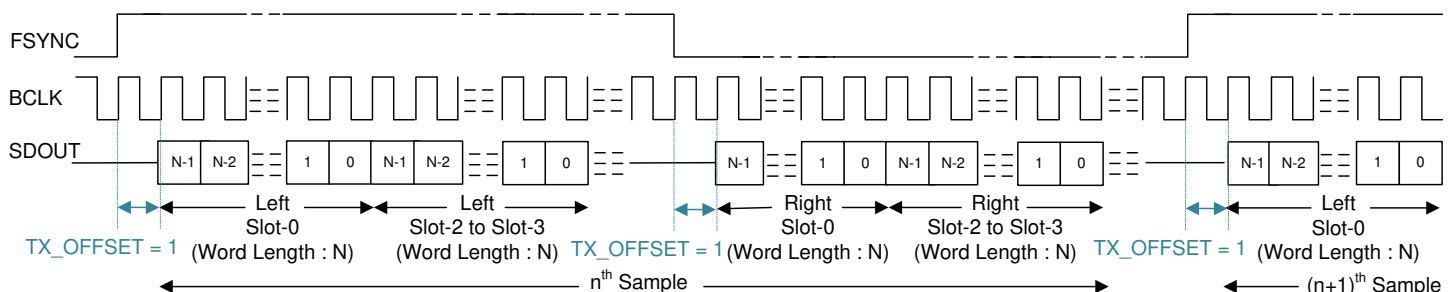 FSYNC
BCLK
SDOUT
N-1 N-2 1 0 N-1 N-2 1 0 N-1 1 0 N-1 N-2 1 0 N-1 N-2 1 0
Left Left Right Right Left
Slot-0 Slot-2 to Slot-3 Slot-0 Slot-2 to Slot-3 Slot-0
TX_OFFSET = 1 (Word Length : N) (Word Length : N) TX_OFFSET = 1 (Word Length : N) (Word Length : N) TX_OFFSET = 1 (Word Length : N)
nth Sample (n+1)th Sample